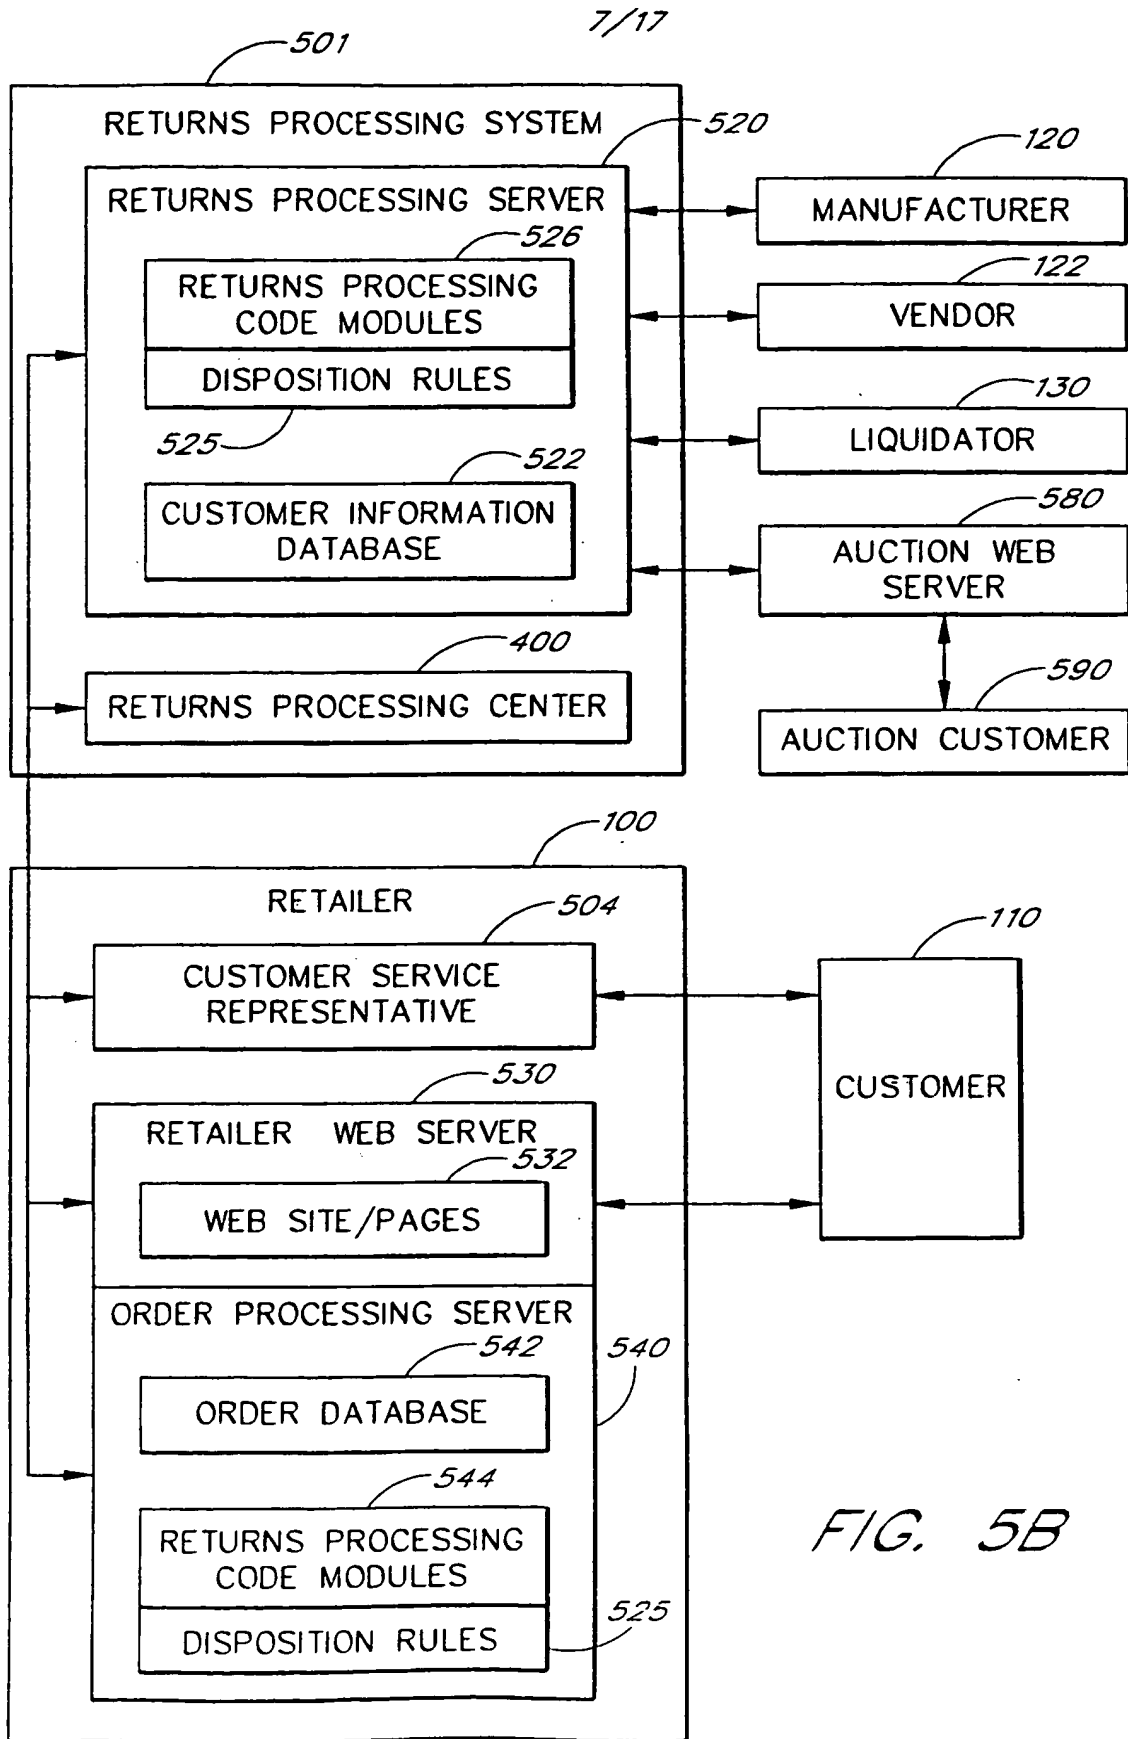 7/17
501
RETURNS PROCESSING SYSTEM
520
RETURNS PROCESSING SERVER
526
RETURNS PROCESSING
CODE MODULES
DISPOSITION RULES
525
522
CUSTOMER INFORMATION
DATABASE
400
RETURNS PROCESSING CENTER
120
MANUFACTURER
122
VENDOR
130
LIQUIDATOR
580
AUCTION WEB
SERVER
590
AUCTION CUSTOMER
100
RETAILER
504
CUSTOMER SERVICE
REPRESENTATIVE
110
CUSTOMER
530
RETAILER WEB SERVER
532
WEB SITE/PAGES
ORDER PROCESSING SERVER
542
540
ORDER DATABASE
544
RETURNS PROCESSING
CODE MODULES
525
DISPOSITION RULES
FIG. 5B